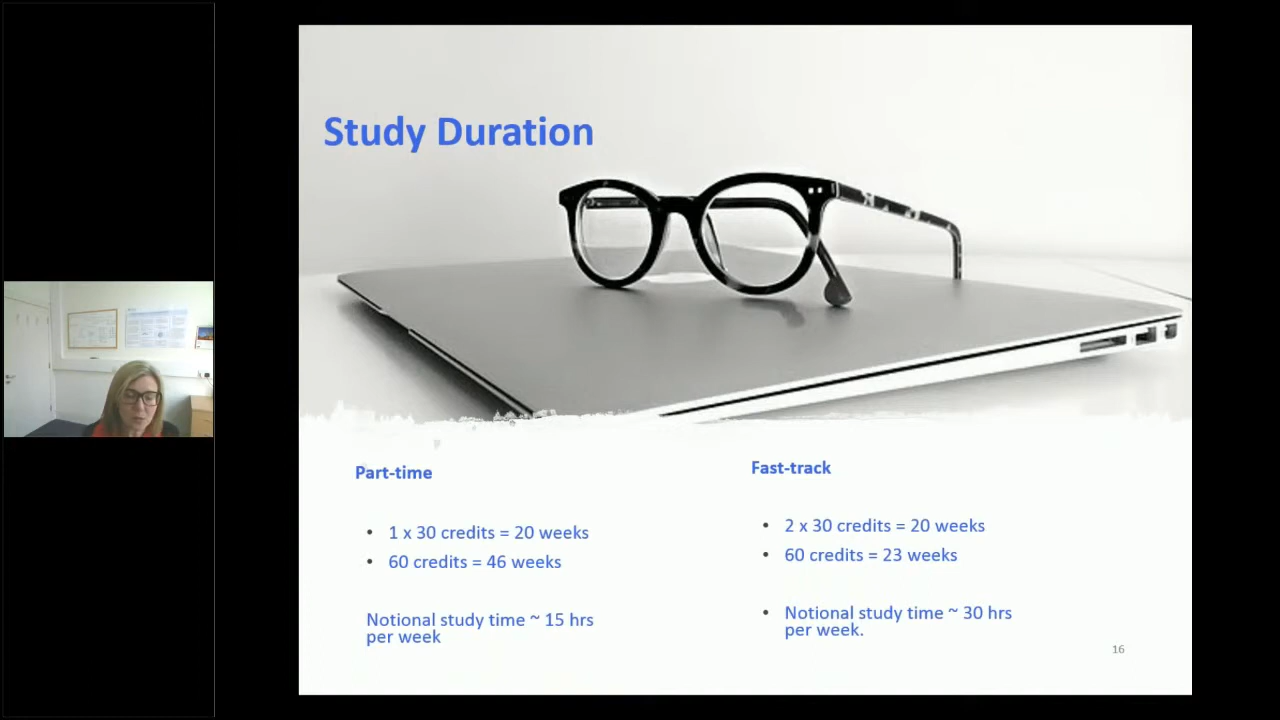 Study Duration
Part-time
• 1 x 30 credits = 20 weeks
• 60 credits = 46 weeks
Notional study time ~ 15 hrs
per week
Fast-track
• 2 x 30 credits = 20 weeks
• 60 credits = 23 weeks
• Notional study time ~ 30 hrs
per week.
16